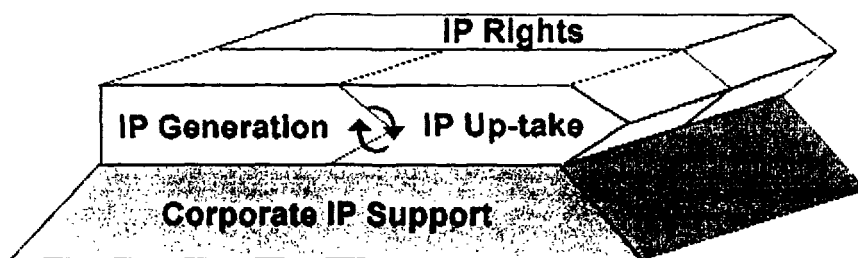 IP Rights
IP Generation
IP Up-take
Corporate IP Support